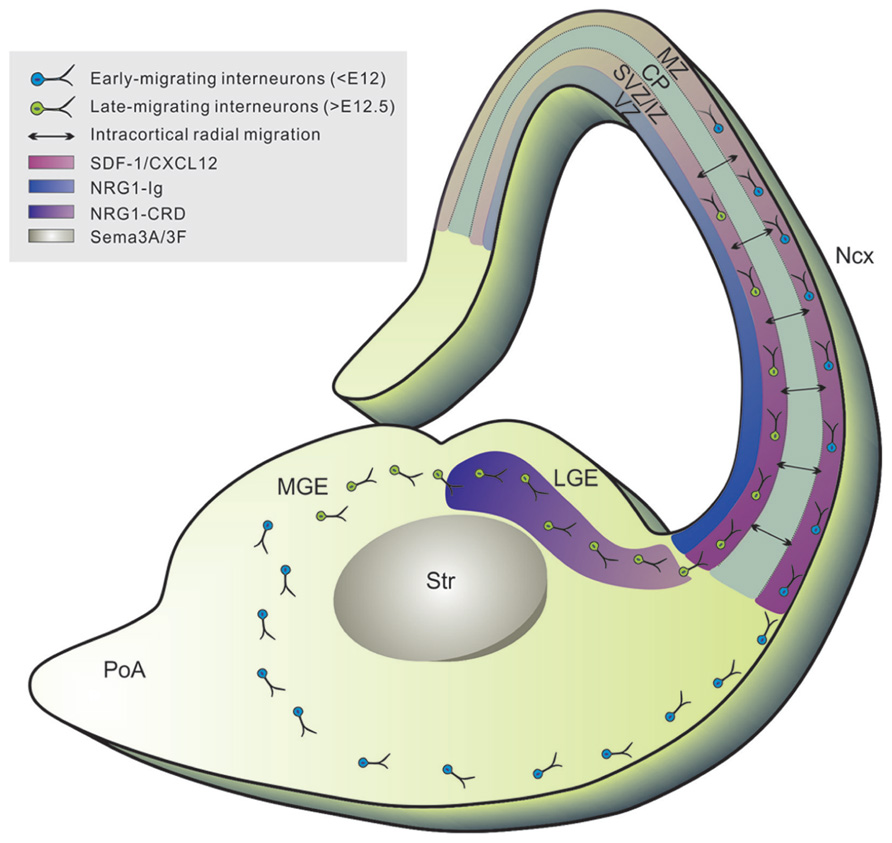 Early-migrating interneurons (<E12)
Late-migrating interneurons (>E12.5)
Intracortical radial migration
SDF-1/CXCL12
NRG1-Ig
NRG1-CRD
Sema3A/3F
MZ
CP
SVZ/IZ
VZ
Ncx
MGE
LGE
Str
PoA